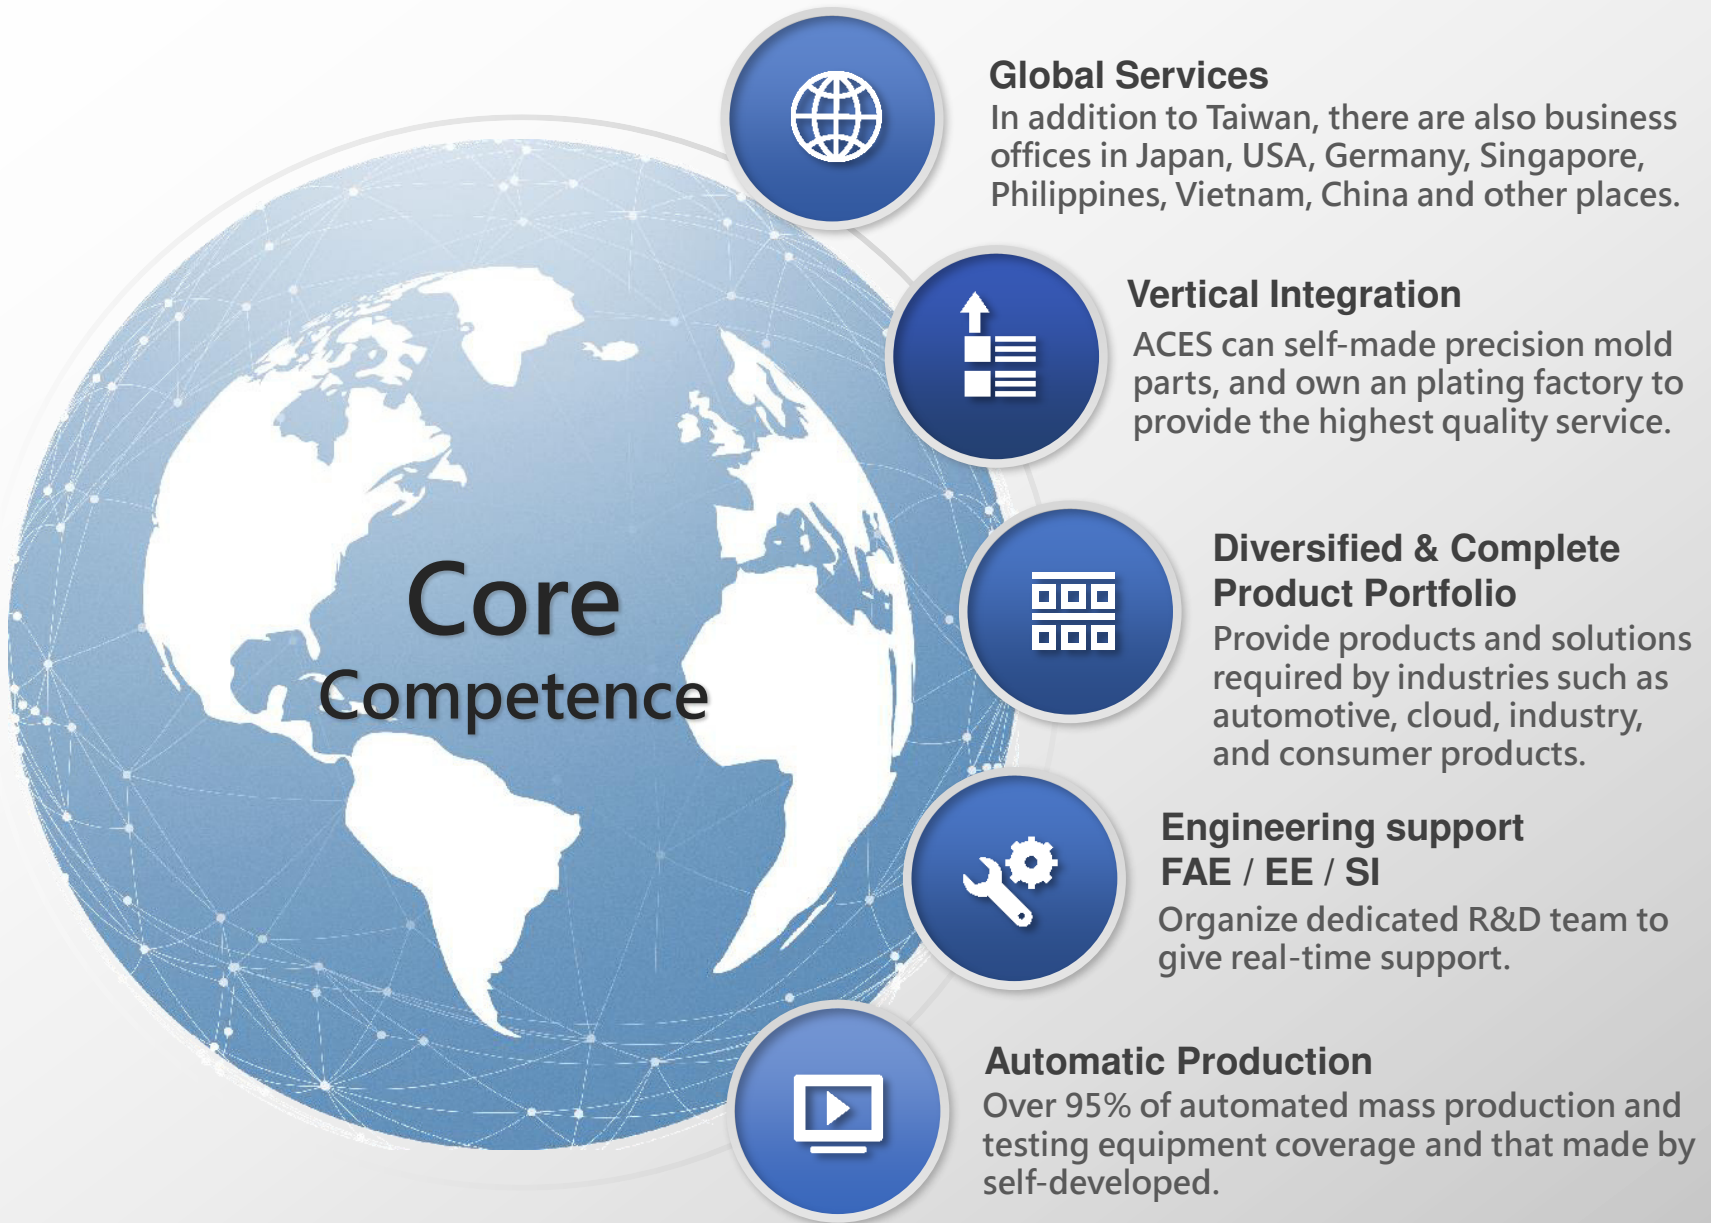 Core
Competence
Global Services
In addition to Taiwan, there are also business
offices in Japan, USA, Germany, Singapore,
Philippines, Vietnam, China and other places.
Vertical Integration
ACES can self-made precision mold
parts, and own an plating factory to
provide the highest quality service.
Diversified & Complete
Product Portfolio
Provide products and solutions
required by industries such as
automotive, cloud, industry,
and consumer products.
Engineering support
FAE / EE / SI
Organize dedicated R&D team to
give real-time support.
Automatic Production
Over 95% of automated mass production and
testing equipment coverage and that made by
self-developed.